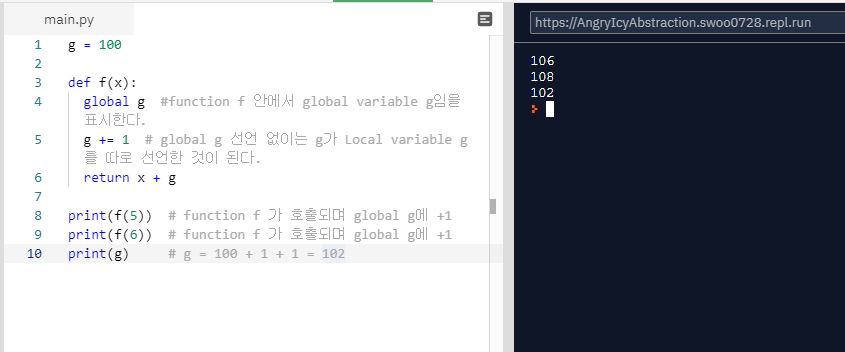 main.py
https://AngryIcyAbstraction.swoo0728.repl.run
1 g = 100
2
3 def f(x):
4 global g #function f 안에서 global variable g임을
표시한다.
5 g += 1 # global g 선언 없이는 g가 Local variable g
를 따로 선언한 것이 된다.
6 return x + g
7
8 print(f(5)) # function f 가 호출되며 global g에 +1
9 print(f(6)) # function f 가 호출되며 global g에 +1
10 print(g) # g = 100 + 1 + 1 = 102
106
108
102
>